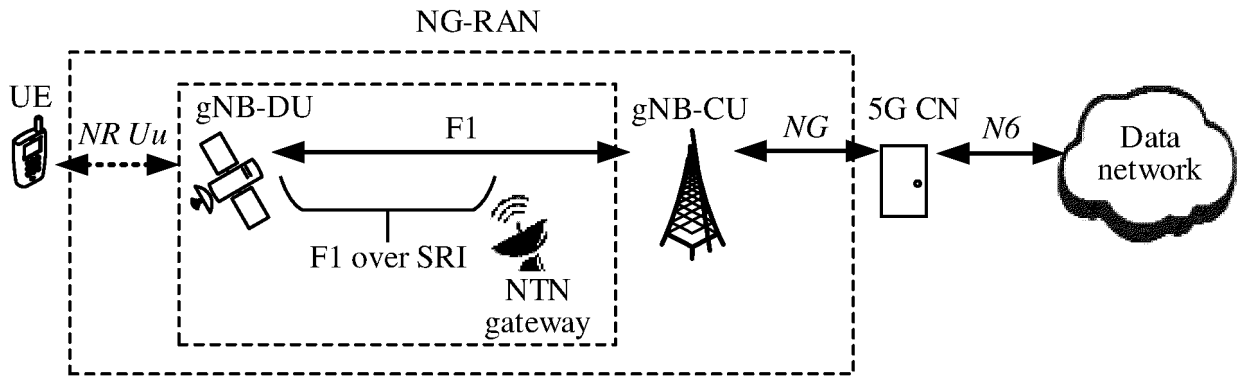 NG-RAN
UE
NR Uu
gNB-DU
F1
gNB-CU
NG
5G CN
N6
Data
network
F1 over SRI
NTN
gateway